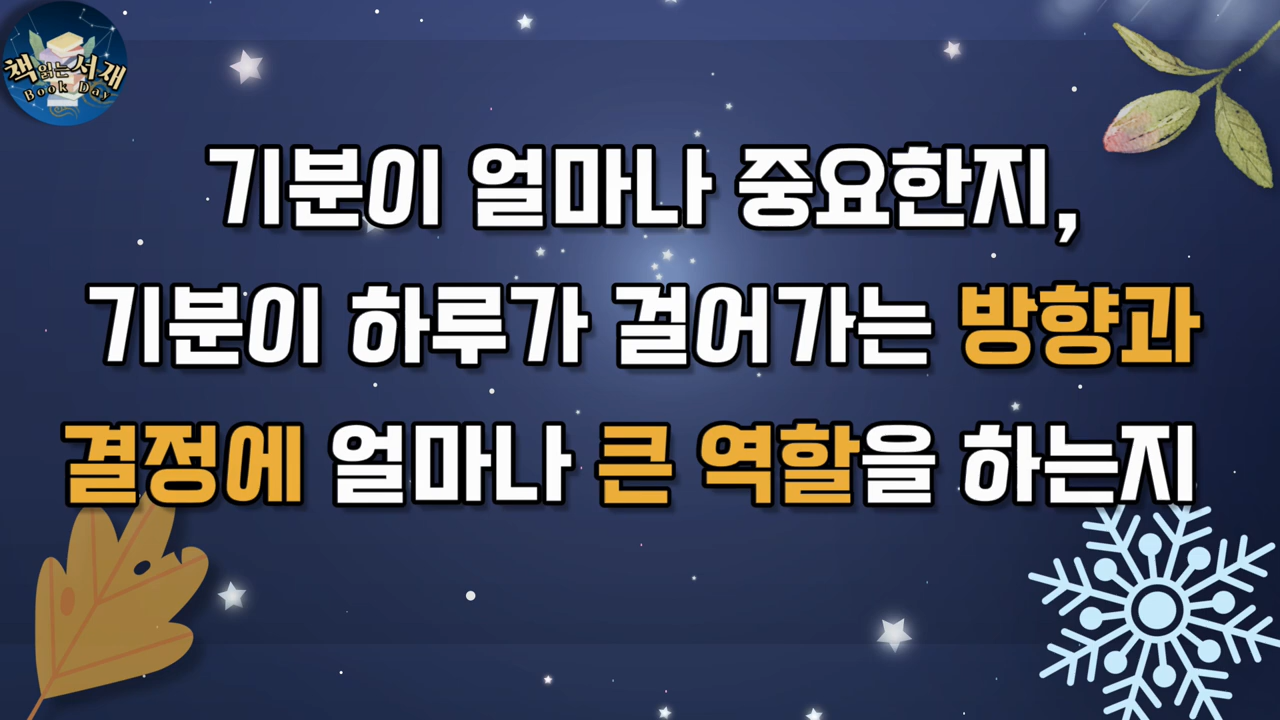 책읽는서재
Book Day
기분이 얼마나 중요한지,
기분이 하루가 걸어가는 방향과
결정에 얼마나 큰 역할을 하는지